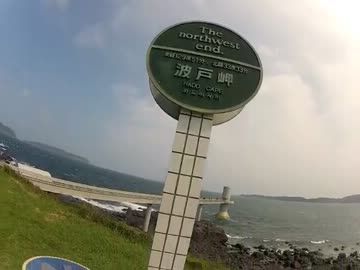 The
northwest
end.
波戸岬
HADO CAPE